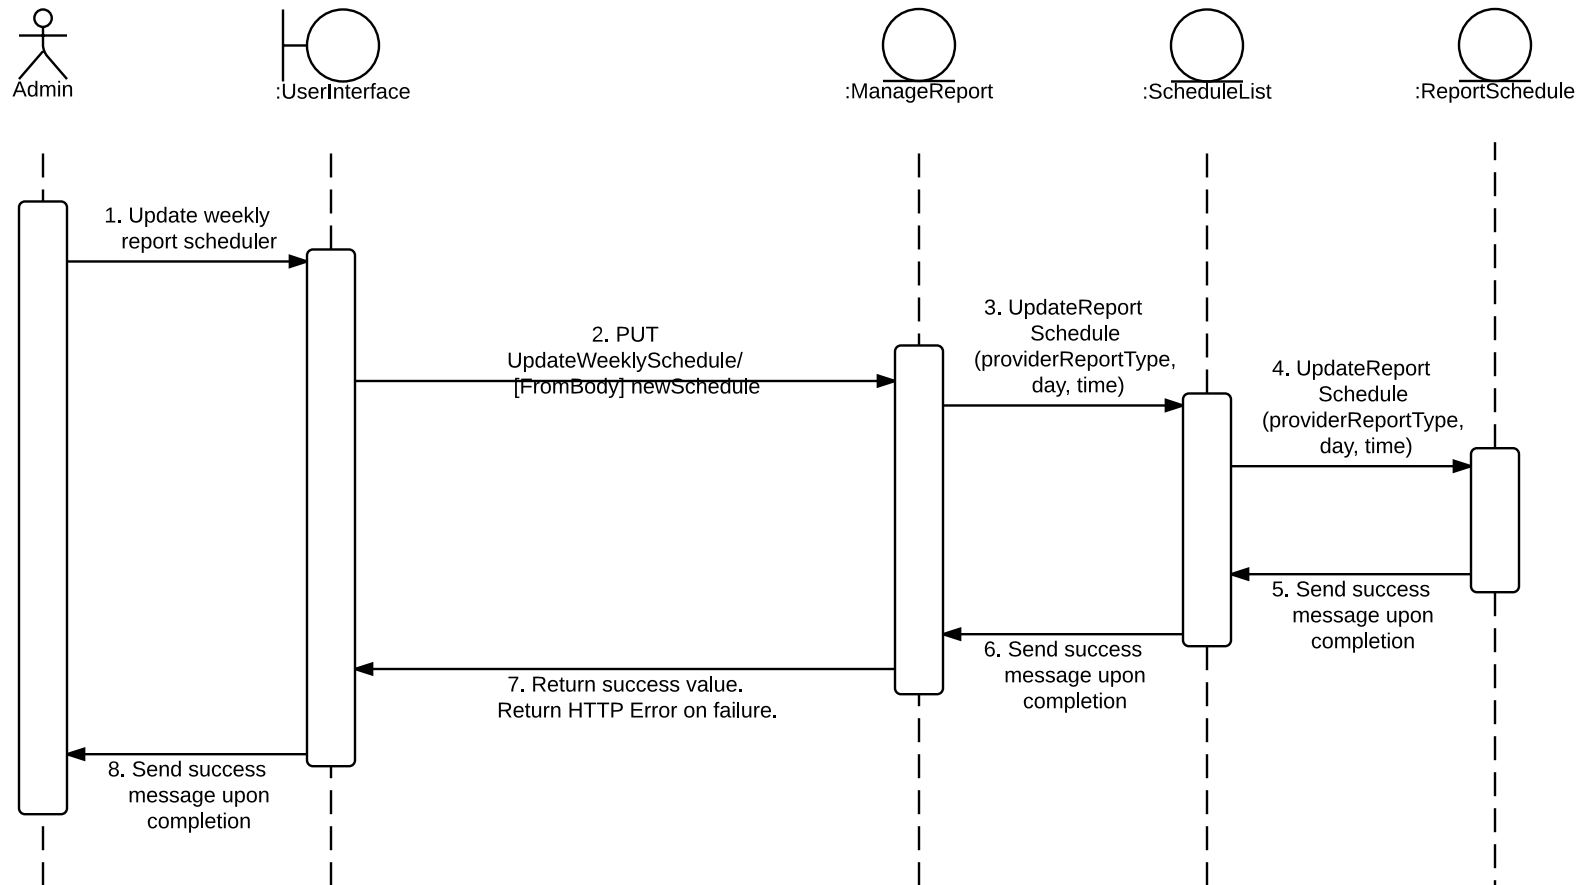 Admin
:UserInterface
:ManageReport
:ScheduleList
:ReportSchedule
1. Update weekly
report scheduler
2. PUT
UpdateWeeklySchedule/
[FromBody] newSchedule
3. UpdateReport
Schedule
(providerReportType,
day, time)
4. UpdateReport
Schedule
(providerReportType,
day, time)
5. Send success
message upon
completion
6. Send success
message upon
completion
7. Return success value.
Return HTTP Error on failure.
8. Send success
message upon
completion